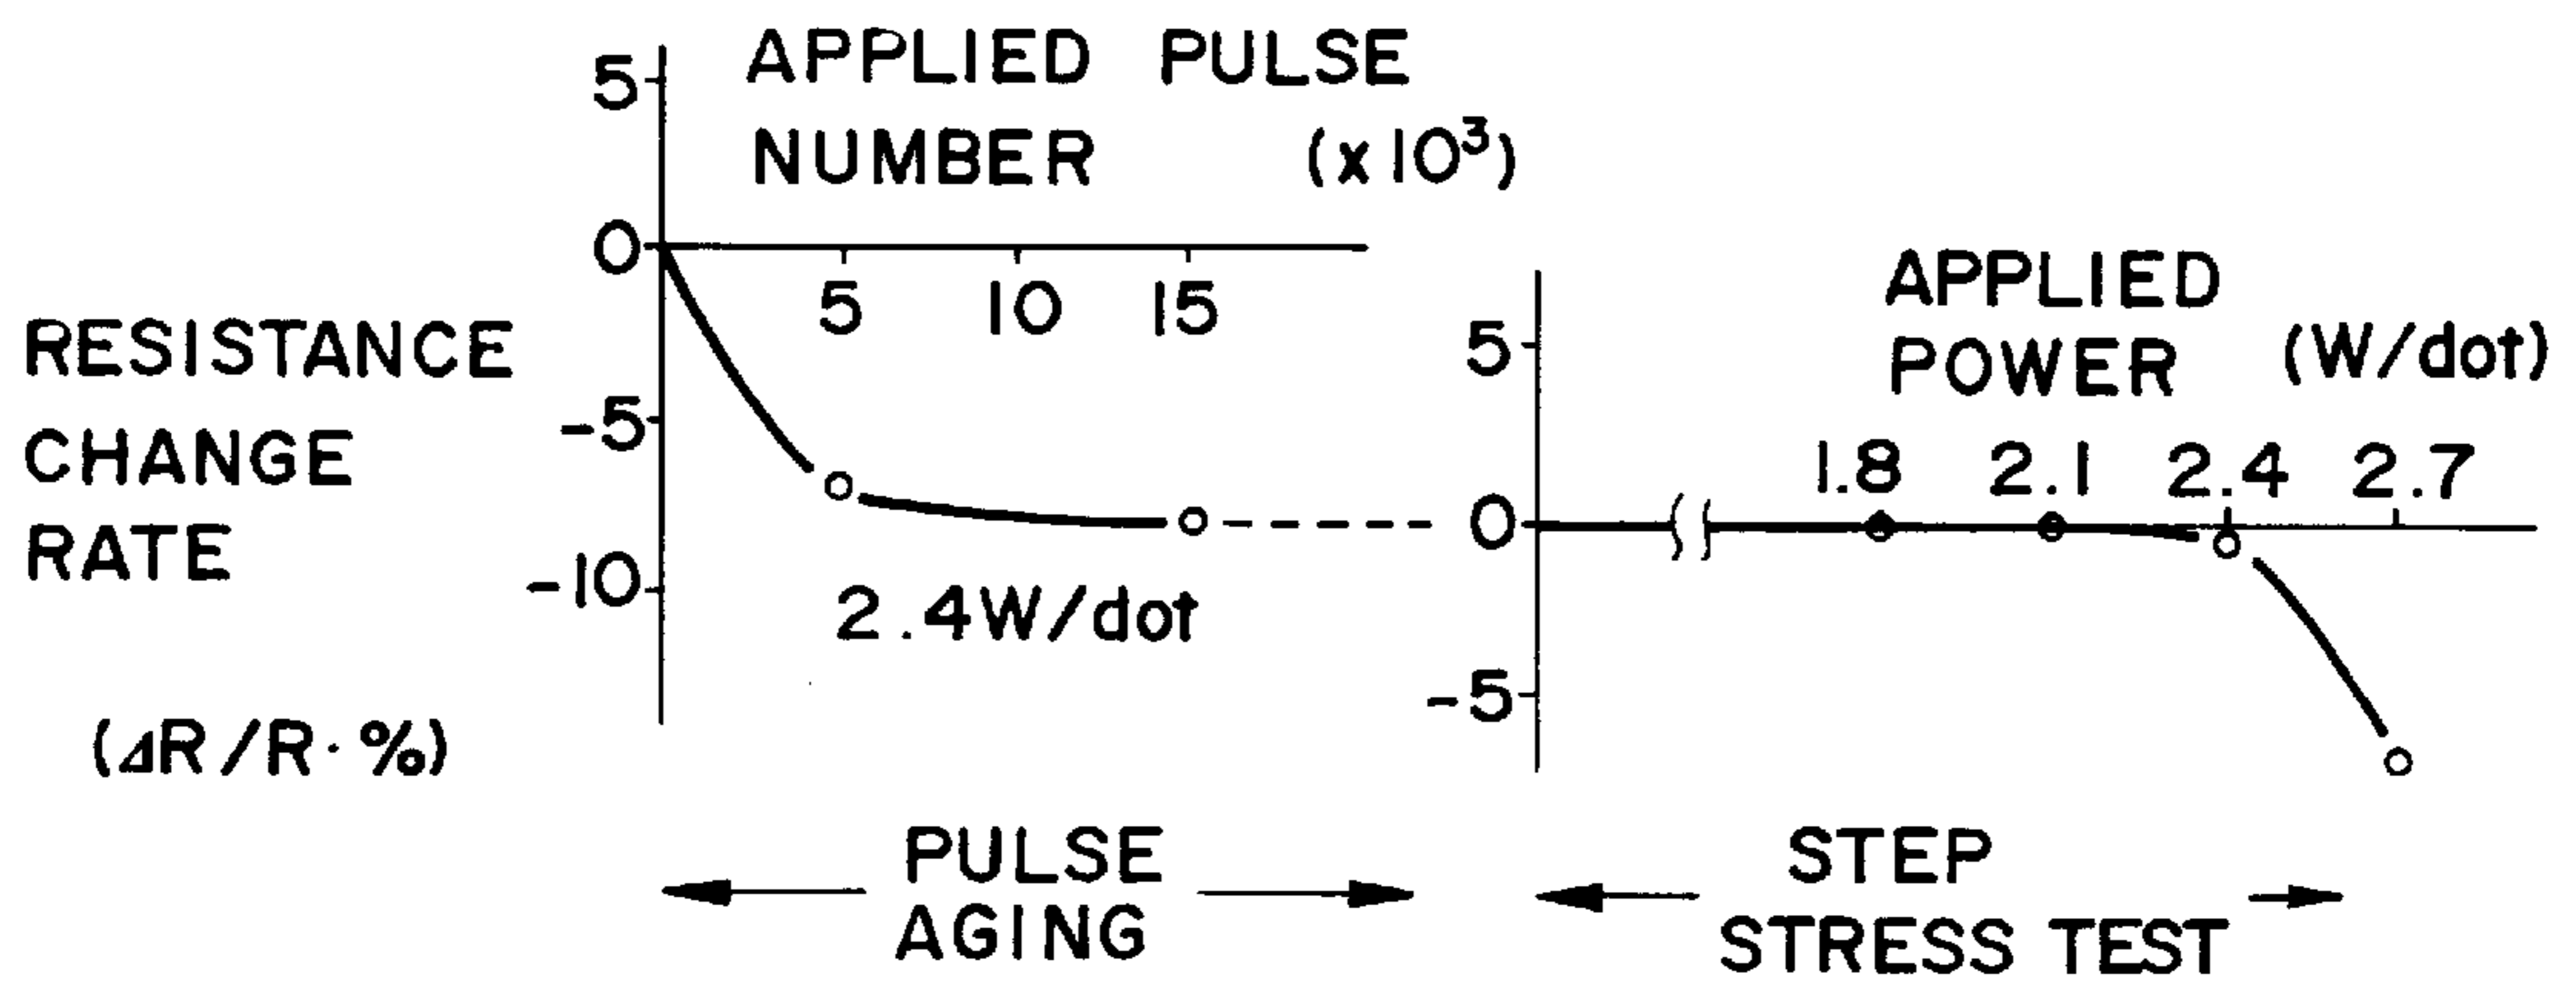 APPLIED PULSE
NUMBER (x10³)
5
0
5 10 15
-5
-10
RESISTANCE
CHANGE
RATE
(ΔR/R·%)
2.4W/dot
APPLIED
POWER (W/dot)
5
1.8 2.1 2.4 2.7
0
-5
PULSE
AGING
STEP
STRESS TEST